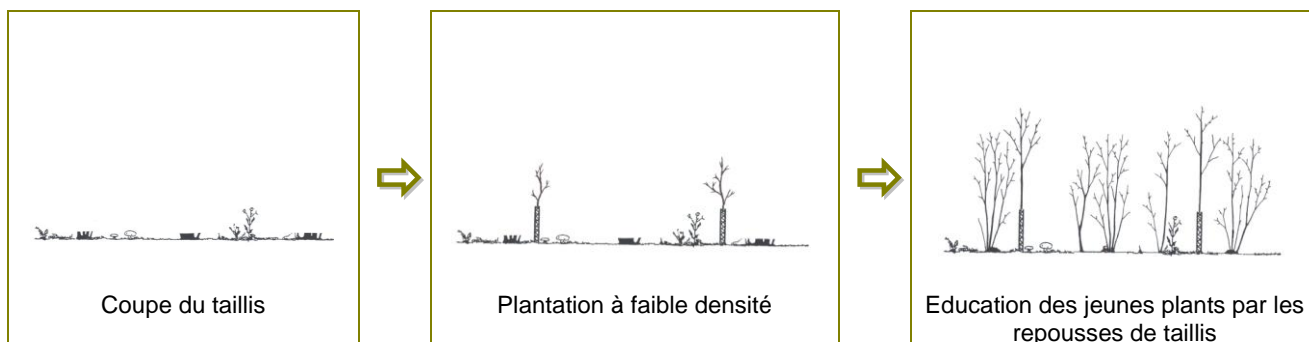 Coupe du taillis
Plantation à faible densité
Education des jeunes plants par les
repousses de taillis